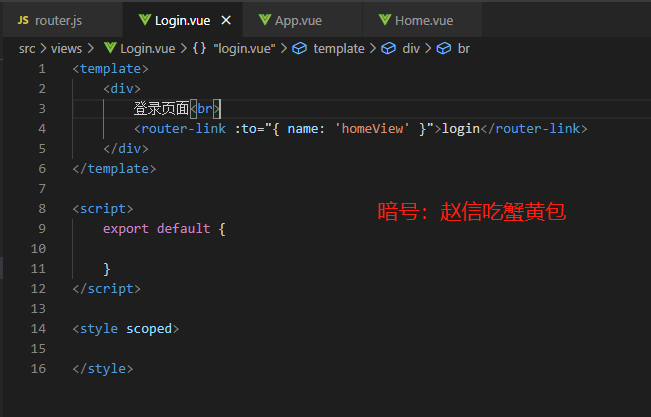 router.js Login.vue × App.vue Home.vue
src > views > Login.vue > {} "login.vue" > template > div > br
1 <template>
2 <div>
3 登录页面<br>
4 <router-link :to="{ name: 'homeView' }">login</router-link>
5 </div>
6 </template>
7
8 <script>
暗号：赵信吃蟹黄包
9 export default {
10
11 }
12 </script>
13
14 <style scoped>
15
16 </style>